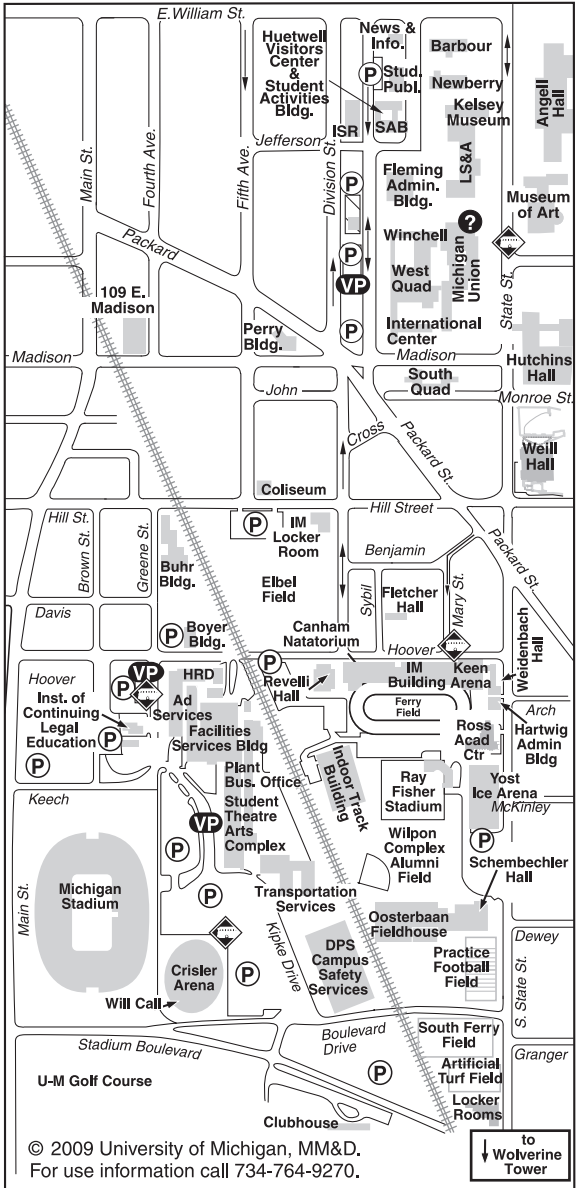 E.William St.
Huetwell
Visitors
Center
&
Student
Activities
Bldg.
News &
Info.
P
Stud.
Publ.
Barbour
Newberry
Kelsey
Museum
Angell
Hall
ISR
SAB
Jefferson
LS&A
Main St.
Fourth Ave.
Fifth Ave.
Division St.
P
Fleming
Admin.
Bldg.
Museum
of Art
?
Packard
Winchell
P
West
Quad
Michigan
Union
State St.
VP
109 E.
Madison
Perry
Bldg.
P
International
Center
Madison
Madison
Hutchins
Hall
South
Quad
John
Monroe St.
Cross
Packard St.
Weill
Hall
Coliseum
Hill St.
Brown St.
Greene St.
P
IM
Locker
Room
Hill Street
Packard St.
Benjamin
Buhr
Bldg.
Elbel
Field
Sybil
Fletcher
Hall
Mary St.
Davis
P
Boyer
Bldg.
Canham
Natatorium
Hoover
Weidenbach
Hall
Hoover
VP
P
HRD
P
Revelli
Hall
IM
Building
Keen
Arena
Inst. of
Continuing
Legal
Education
Ad
Services
Ferry
Field
Arch
P
Facilities
Services Bldg
Ross
Acad
Ctr
Hartwig
Admin
Bldg
P
Plant
Bus. Office
Indoor Track
Building
Ray
Fisher
Stadium
Yost
Ice Arena
Keech
McKinley
VP
Student
Theatre
Arts
Complex
P
Wilpon
Complex
Alumni
Field
P
Schembechler
Hall
Main St.
Michigan
Stadium
P
Transportation
Services
Oosterbaan
Fieldhouse
Dewey
Kipke Drive
DPS
Campus
Safety
Services
Practice
Football
Field
P
Crisler
Arena
S. State St.
Will Call
Stadium Boulevard
Boulevard
Drive
South Ferry
Field
Granger
P
Artificial
Turf Field
U-M Golf Course
Locker
Rooms
Clubhouse
© 2009 University of Michigan, MM&D.
For use information call 734-764-9270.
to
Wolverine
Tower